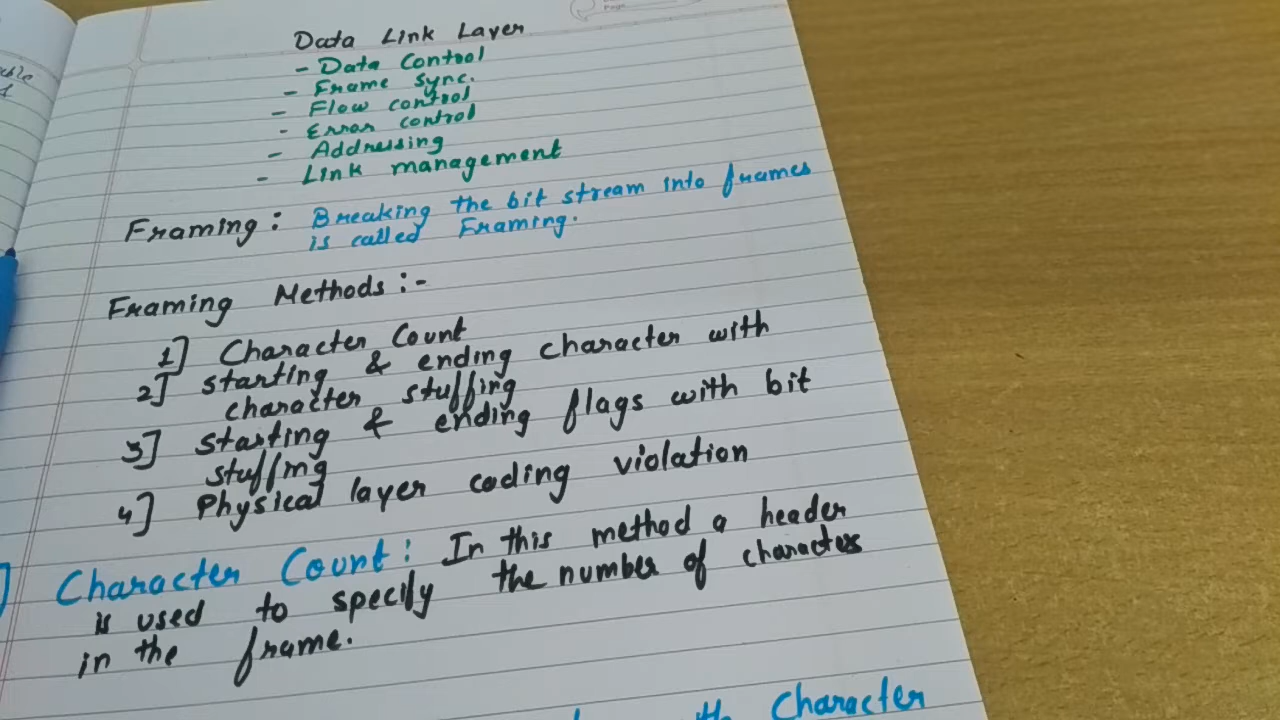 Data Link Layer
- Data Control
- Frame Sync.
- Flow control
- Error control
- Addressing
- Link management
Framing: Breaking the bit stream into frames
is called Framing.
Framing Methods :-
1] Character Count
2] starting & ending character with
character stuffing
3] starting & ending flags with bit
stuffing
4] Physical layer coding violation
] Character Count: In this method a header
is used to specify the number of characters
in the frame.
Character